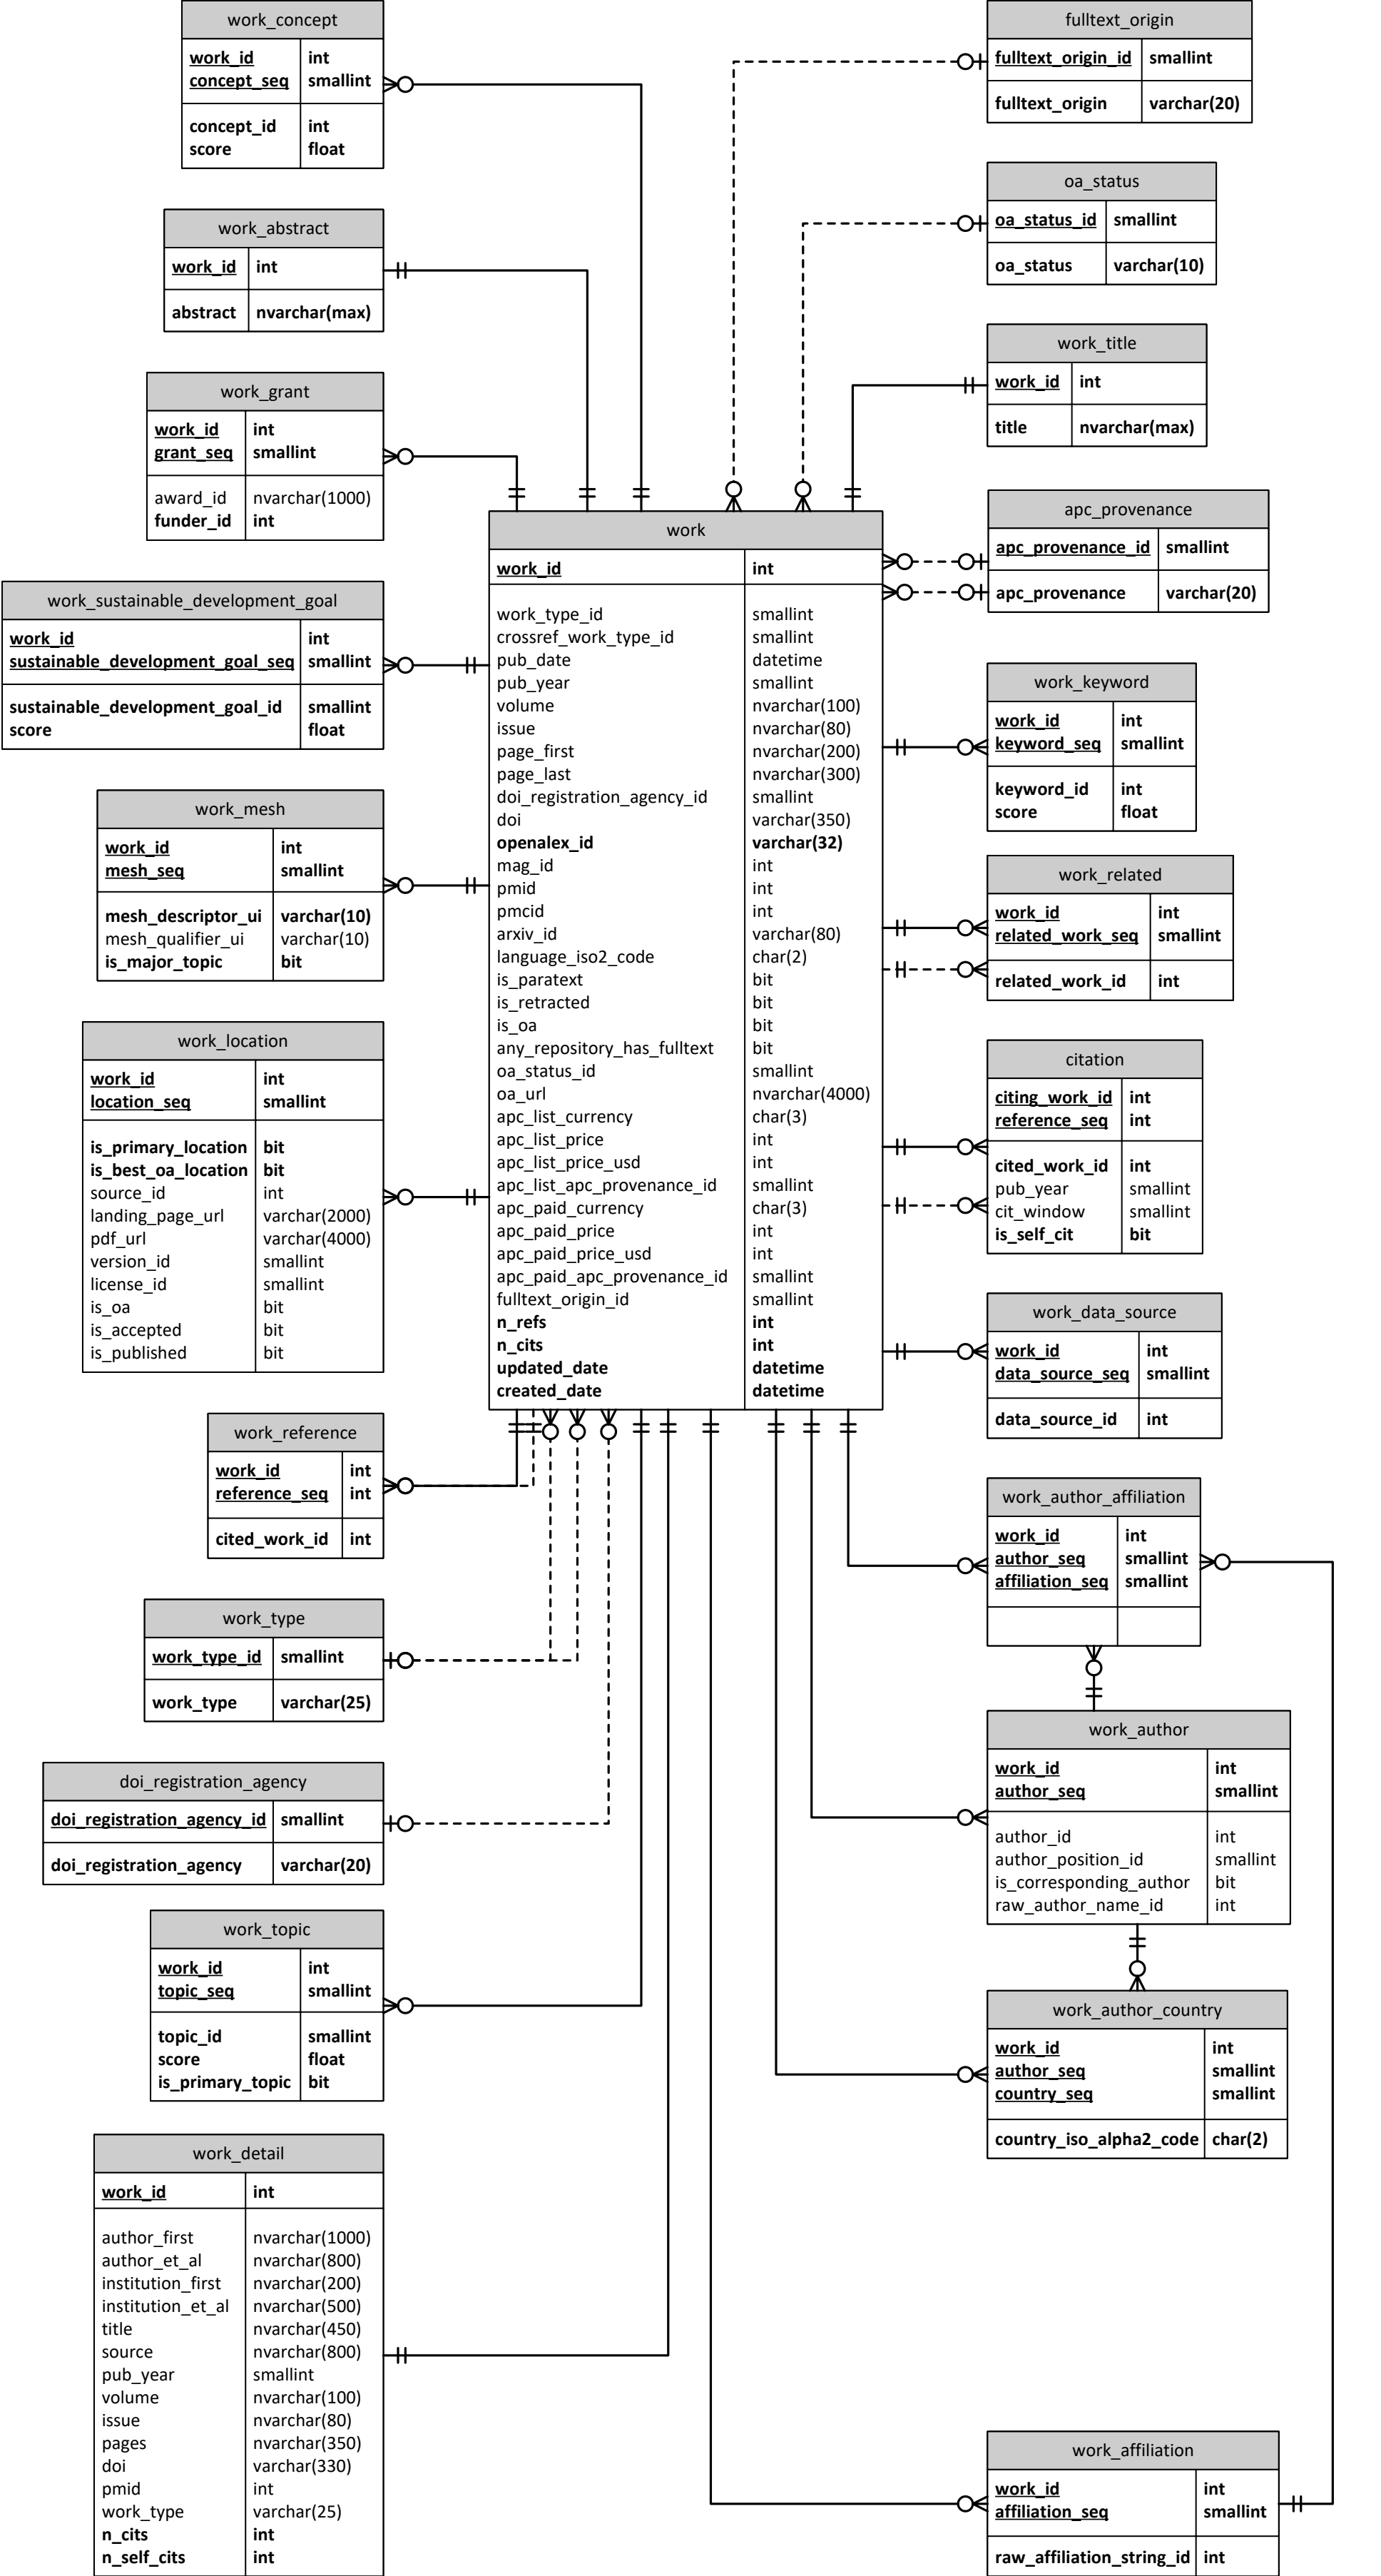 work_concept
work_id int
concept_seq smallint
concept_id int
score float
work_abstract
work_id int
abstract nvarchar(max)
work_grant
work_id int
grant_seq smallint
award_id nvarchar(1000)
funder_id int
work_sustainable_development_goal
work_id int
sustainable_development_goal_seq smallint
sustainable_development_goal_id smallint
score float
work_mesh
work_id int
mesh_seq smallint
mesh_descriptor_ui varchar(10)
mesh_qualifier_ui varchar(10)
is_major_topic bit
work_location
work_id int
location_seq smallint
is_primary_location bit
is_best_oa_location bit
source_id int
landing_page_url varchar(2000)
pdf_url varchar(4000)
version_id smallint
license_id smallint
is_oa bit
is_accepted bit
is_published bit
work_reference
work_id int
reference_seq int
cited_work_id int
work_type
work_type_id smallint
work_type varchar(25)
doi_registration_agency
doi_registration_agency_id smallint
doi_registration_agency varchar(20)
work_topic
work_id int
topic_seq smallint
topic_id smallint
score float
is_primary_topic bit
work_detail
work_id int
author_first nvarchar(1000)
author_et_al nvarchar(800)
institution_first nvarchar(200)
institution_et_al nvarchar(500)
title nvarchar(450)
source nvarchar(800)
pub_year smallint
volume nvarchar(100)
issue nvarchar(80)
pages nvarchar(350)
doi varchar(330)
pmid int
work_type varchar(25)
n_cits int
n_self_cits int
work
work_id int
work_type_id smallint
crossref_work_type_id smallint
pub_date datetime
pub_year smallint
volume nvarchar(100)
issue nvarchar(80)
page_first nvarchar(200)
page_last nvarchar(300)
doi_registration_agency_id smallint
doi varchar(350)
openalex_id varchar(32)
mag_id int
pmid int
pmcid int
arxiv_id varchar(80)
language_iso2_code char(2)
is_paratext bit
is_retracted bit
is_oa bit
any_repository_has_fulltext bit
oa_status_id smallint
oa_url nvarchar(4000)
apc_list_currency char(3)
apc_list_price int
apc_list_price_usd int
apc_list_apc_provenance_id smallint
apc_paid_currency char(3)
apc_paid_price int
apc_paid_price_usd int
apc_paid_apc_provenance_id smallint
fulltext_origin_id smallint
n_refs int
n_cits int
updated_date datetime
created_date datetime
fulltext_origin
fulltext_origin_id smallint
fulltext_origin varchar(20)
oa_status
oa_status_id smallint
oa_status varchar(10)
work_title
work_id int
title nvarchar(max)
apc_provenance
apc_provenance_id smallint
apc_provenance varchar(20)
work_keyword
work_id int
keyword_seq smallint
keyword_id int
score float
work_related
work_id int
related_work_seq smallint
related_work_id int
citation
citing_work_id int
reference_seq int
cited_work_id int
pub_year smallint
cit_window smallint
is_self_cit bit
work_data_source
work_id int
data_source_seq smallint
data_source_id int
work_author_affiliation
work_id int
author_seq smallint
affiliation_seq smallint
work_author
work_id int
author_seq smallint
author_id int
author_position_id smallint
is_corresponding_author bit
raw_author_name_id int
work_author_country
work_id int
author_seq smallint
country_seq smallint
country_iso_alpha2_code char(2)
work_affiliation
work_id int
affiliation_seq smallint
raw_affiliation_string_id int